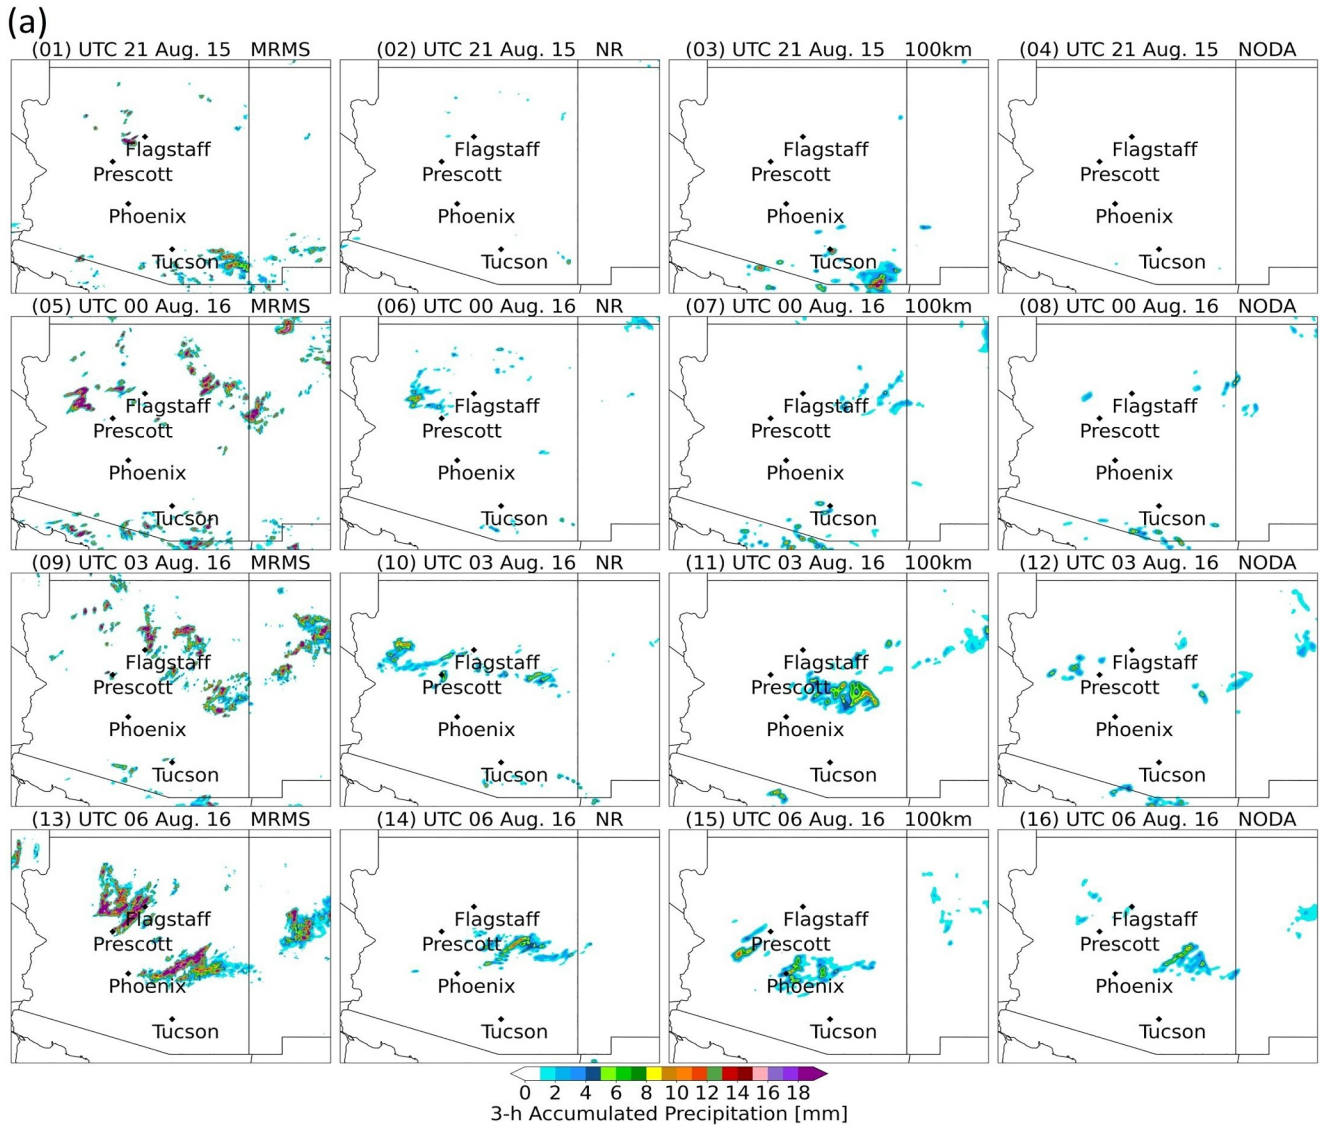 (a)
(01) UTC 21 Aug. 15 MRMS
(02) UTC 21 Aug. 15 NR
(03) UTC 21 Aug. 15 100km
(04) UTC 21 Aug. 15 NODA
Flagstaff
Flagstaff
Flagstaff
Flagstaff
Prescott
Prescott
Prescott
Prescott
Phoenix
Phoenix
Phoenix
Phoenix
Tucson
Tucson
Tucson
Tucson
(05) UTC 00 Aug. 16 MRMS
(06) UTC 00 Aug. 16 NR
(07) UTC 00 Aug. 16 100km
(08) UTC 00 Aug. 16 NODA
Flagstaff
Flagstaff
Flagstaff
Flagstaff
Prescott
Prescott
Prescott
Prescott
Phoenix
Phoenix
Phoenix
Phoenix
Tucson
Tucson
Tucson
Tucson
(09) UTC 03 Aug. 16 MRMS
(10) UTC 03 Aug. 16 NR
(11) UTC 03 Aug. 16 100km
(12) UTC 03 Aug. 16 NODA
Flagstaff
Flagstaff
Flagstaff
Flagstaff
Prescott
Prescott
Prescott
Prescott
Phoenix
Phoenix
Phoenix
Phoenix
Tucson
Tucson
Tucson
Tucson
(13) UTC 06 Aug. 16 MRMS
(14) UTC 06 Aug. 16 NR
(15) UTC 06 Aug. 16 100km
(16) UTC 06 Aug. 16 NODA
Flagstaff
Flagstaff
Flagstaff
Flagstaff
Prescott
Prescott
Prescott
Prescott
Phoenix
Phoenix
Phoenix
Phoenix
Tucson
Tucson
Tucson
Tucson
0 2 4 6 8 10 12 14 16 18
3-h Accumulated Precipitation [mm]